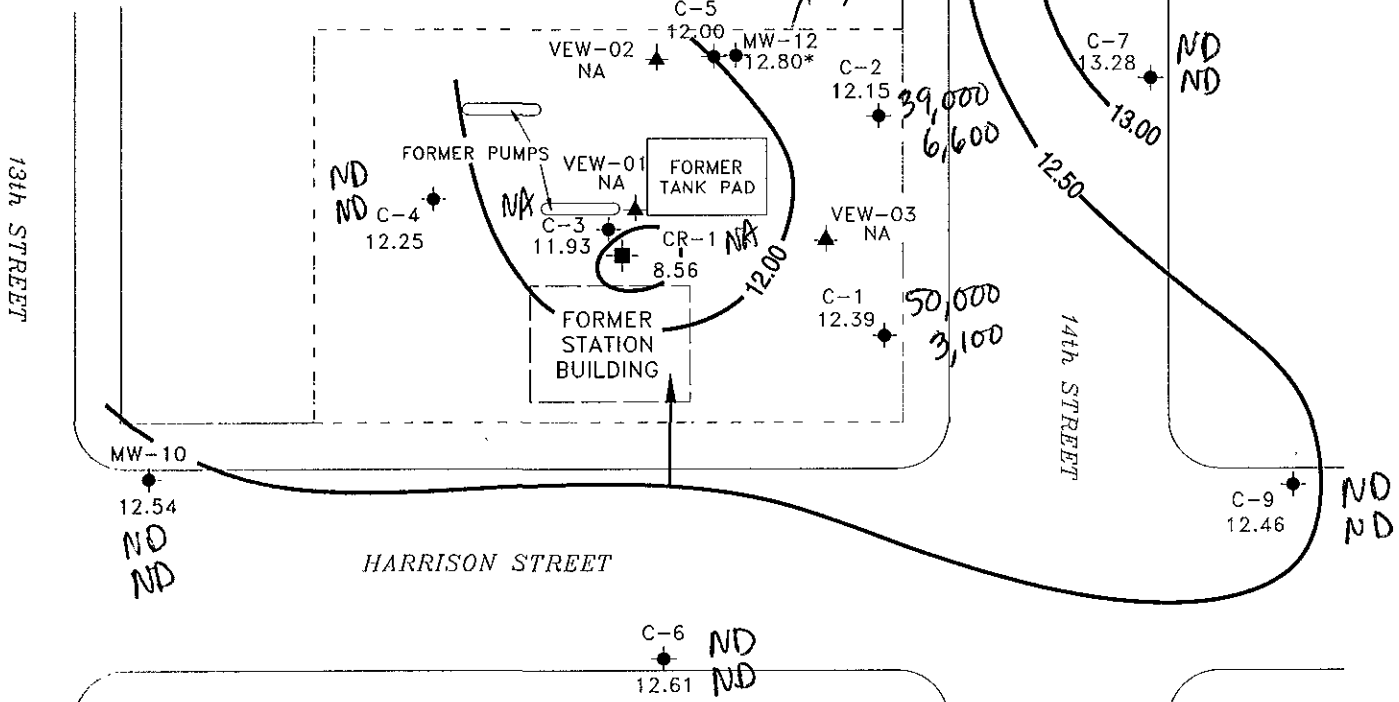 C-5
12.00
MW-12
12.80*
VEW-02
NA
C-2
12.15
39,000
6,600
C-7
13.28
ND
ND
13.00
12.50
FORMER PUMPS
VEW-01
NA
FORMER
TANK PAD
ND
ND
C-4
12.25
NA
C-3
11.93
CR-1
NA
8.56
VEW-03
NA
12.00
C-1
12.39
50,000
3,100
FORMER
STATION
BUILDING
13th STREET
14th STREET
MW-10
12.54
ND
ND
HARRISON STREET
C-9
12.46
ND
ND
C-6
12.61
ND
ND